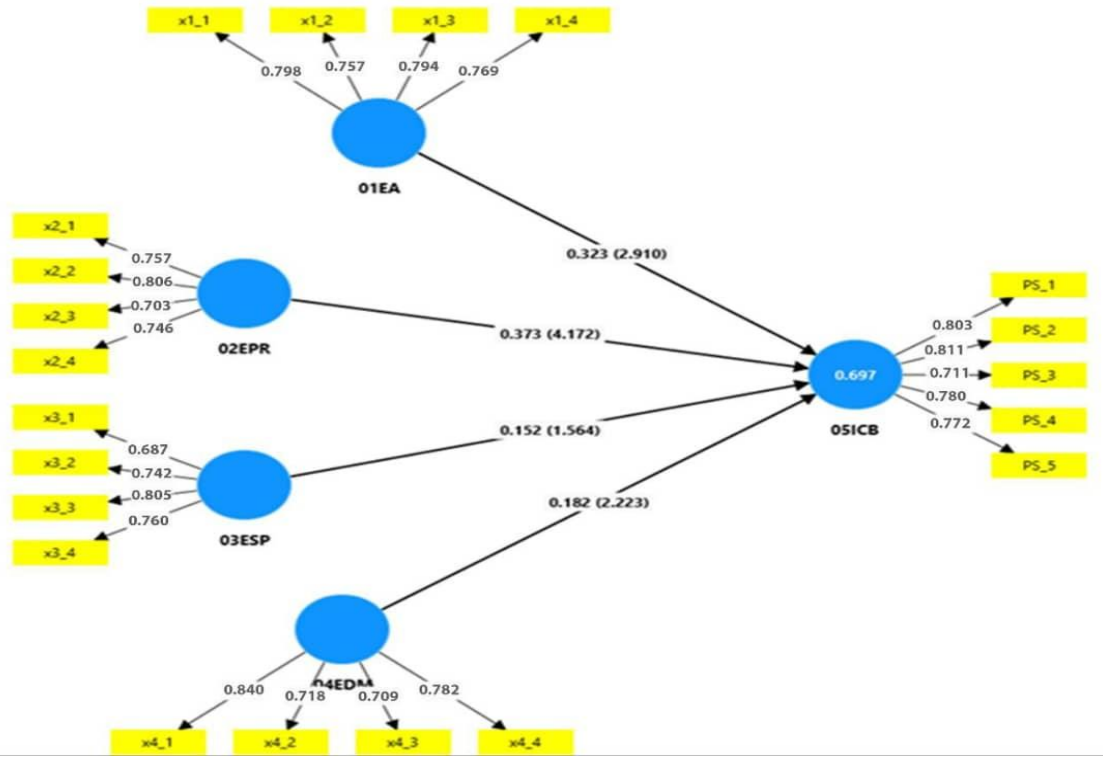 x1_1 x1_2 x1_3 x1_4
0.798 0.757 0.794 0.769
01EA
x2_1
x2_2
x2_3
x2_4
0.757
0.806
0.703
0.746
02EPR
x3_1
x3_2
x3_3
x3_4
0.687
0.742
0.805
0.760
03ESP
04EDM
0.840 0.718 0.709 0.782
x4_1 x4_2 x4_3 x4_4
0.323 (2.910)
0.373 (4.172)
0.152 (1.564)
0.182 (2.223)
0.697
05ICB
0.803
0.811
0.711
0.780
0.772
PS_1
PS_2
PS_3
PS_4
PS_5